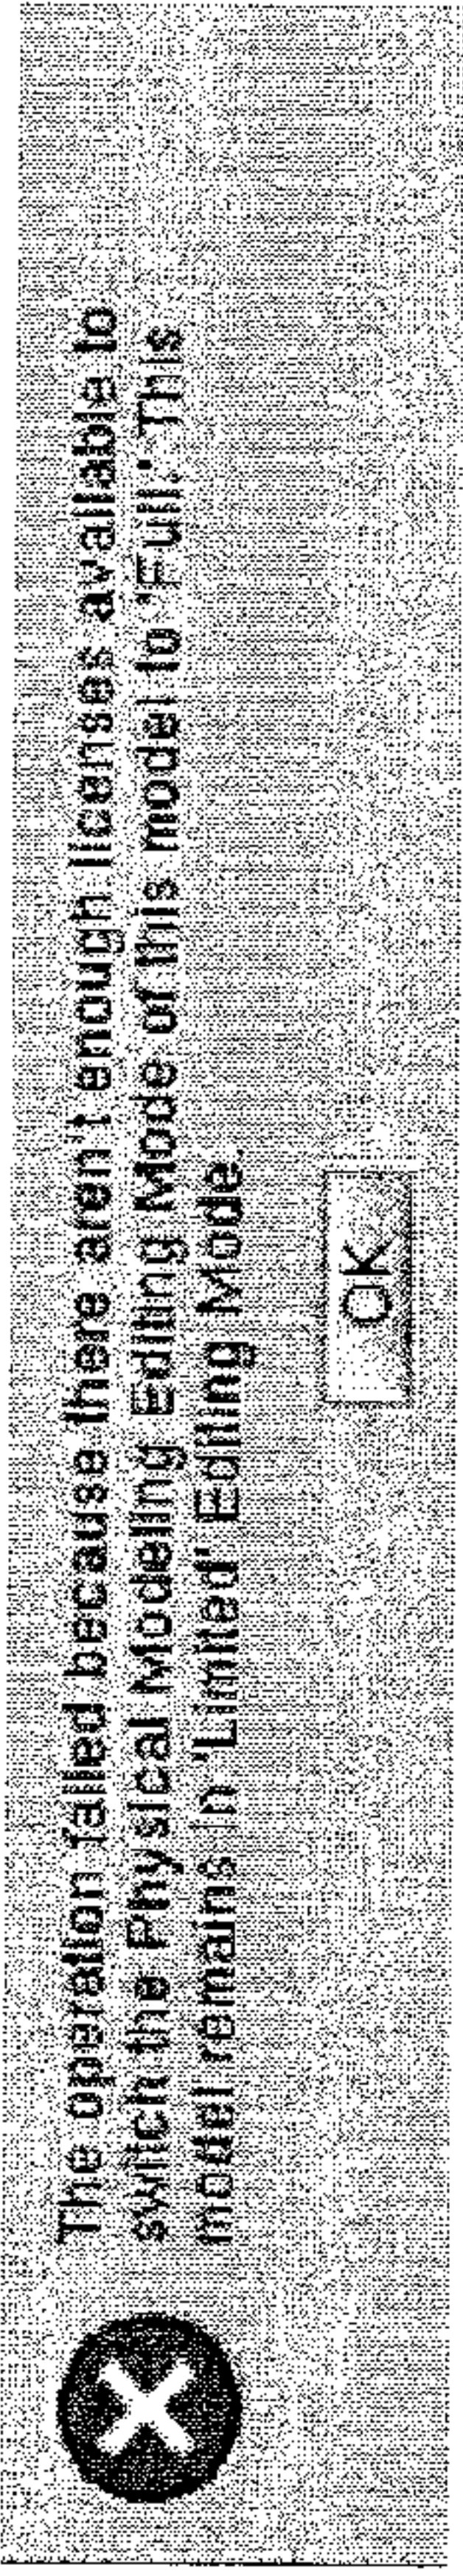 The operation failed because there aren't enough licenses available to
switch the Physical Modeling Editing Mode of this model to 'Full.' This
model remains in 'Limited' Editing Mode.
OK